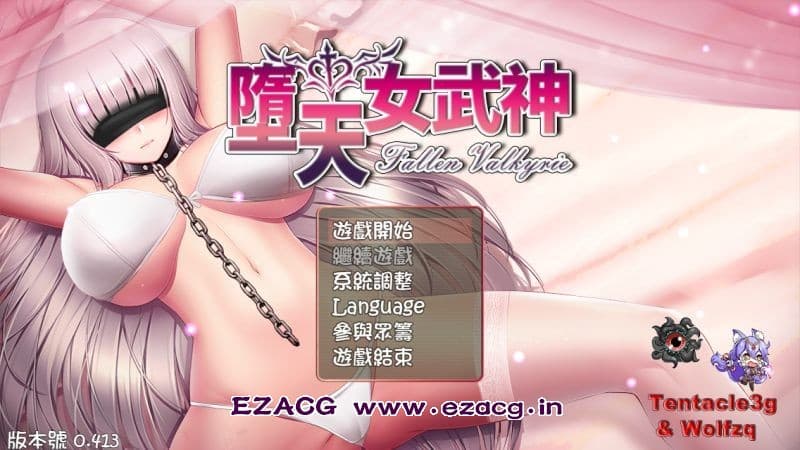 墮天女武神
Fallen Valkyrie
遊戲開始
繼續遊戲
系統調整
Language
參與眾籌
遊戲結束
EZACG www.ezacg.in
Tentacle3g
& Wolfzq
版本號 0.413